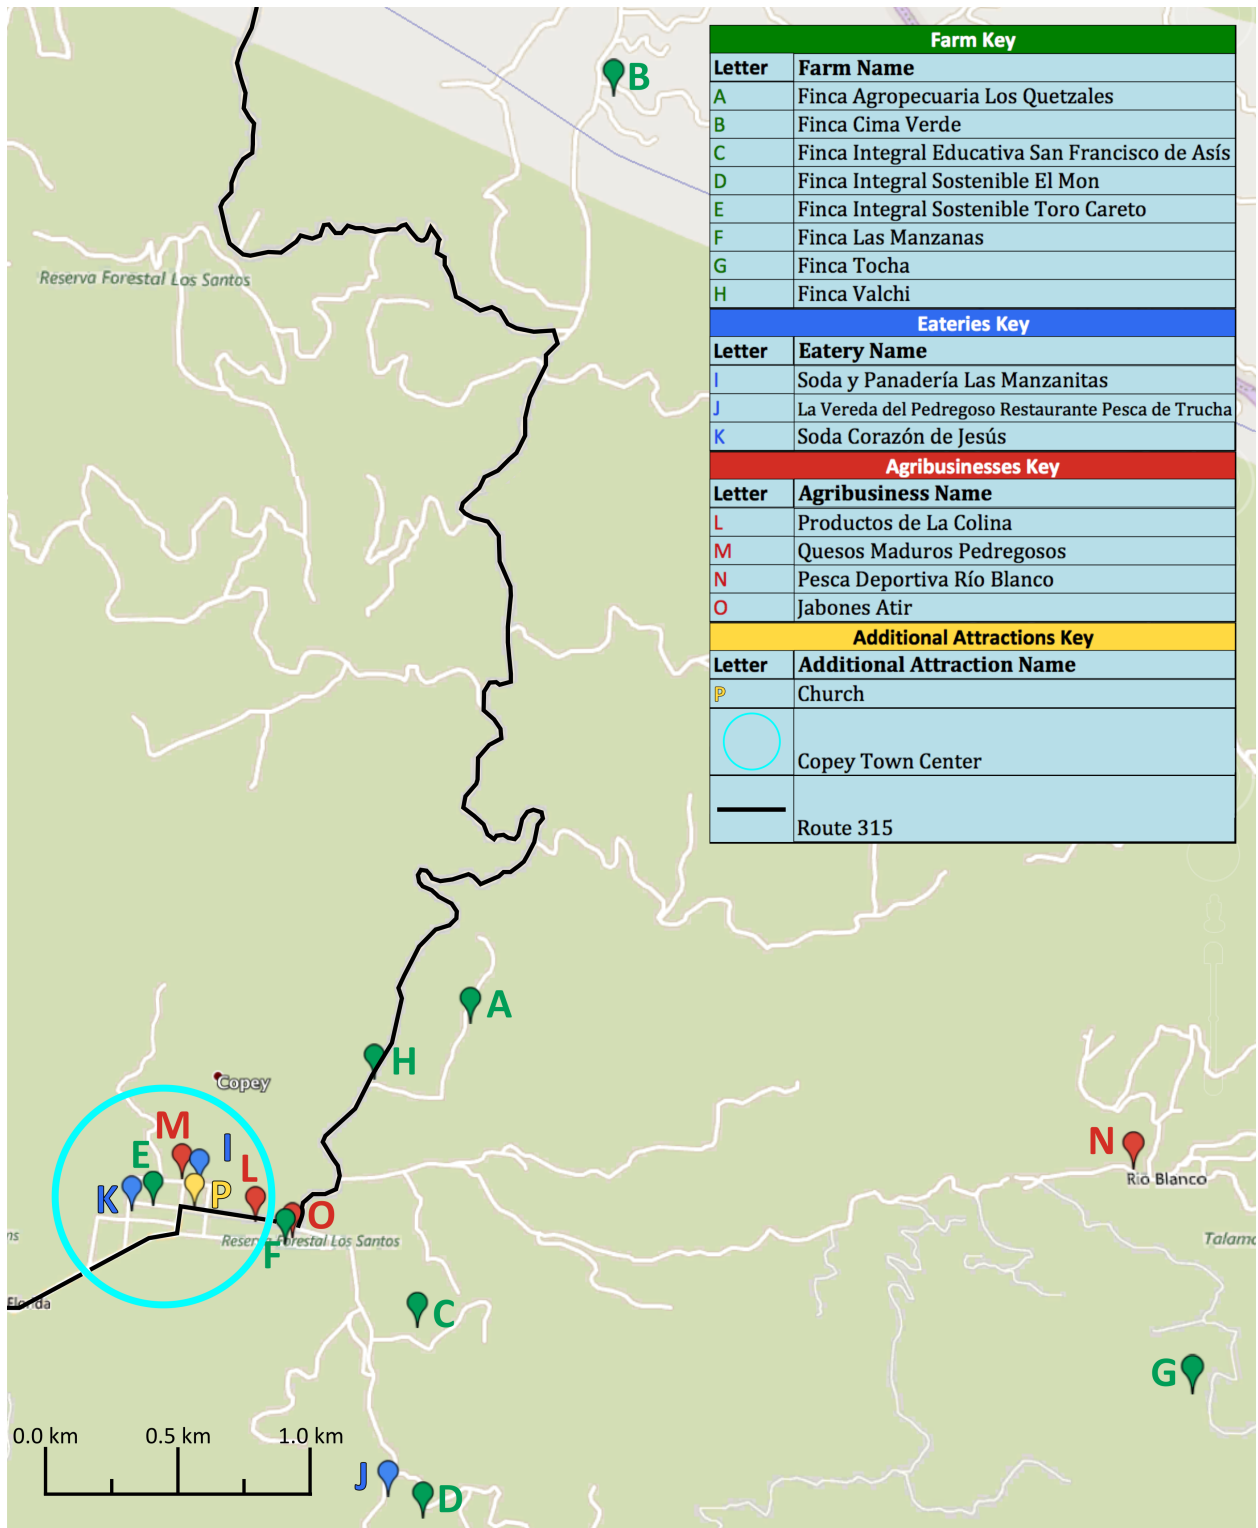 Farm Key
Letter Farm Name
A Finca Agropecuaria Los Quetzales
B Finca Cima Verde
C Finca Integral Educativa San Francisco de Asís
D Finca Integral Sostenible El Mon
E Finca Integral Sostenible Toro Careto
F Finca Las Manzanas
G Finca Tocha
H Finca Valchi
Eateries Key
Letter Eatery Name
I Soda y Panadería Las Manzanitas
J La Vereda del Pedregoso Restaurante Pesca de Trucha
K Soda Corazón de Jesús
Agribusinesses Key
Letter Agribusiness Name
L Productos de La Colina
M Quesos Maduros Pedregosos
N Pesca Deportiva Río Blanco
O Jabones Atir
Additional Attractions Key
Letter Additional Attraction Name
P Church
Copey Town Center
Route 315
B
Reserva Forestal Los Santos
A
H
Copey
M
I
E
L
K
P
O
F
Reserva Forestal Los Santos
N
Rio Blanco
ns
Talama
Florida
C
G
0.0 km 0.5 km 1.0 km
J
D